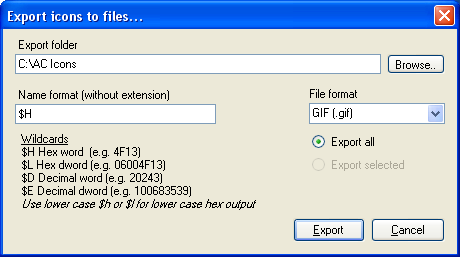 Export icons to files...
Export folder
C:\AC Icons
Browse..
Name format (without extension)
File format
$H
GIF (.gif)
Wildcards
$H Hex word (e.g. 4F13)
$L Hex dword (e.g. 06004F13)
$D Decimal word (e.g. 20243)
$E Decimal dword (e.g. 100683539)
Use lower case $h or $l for lower case hex output
Export all
Export selected
Export
Cancel